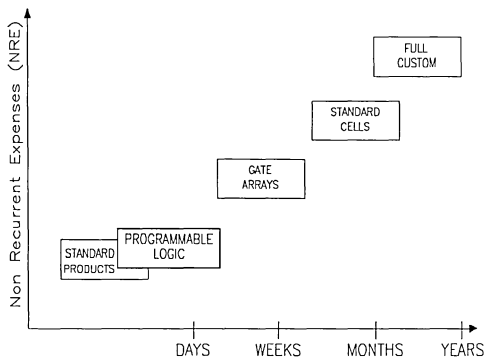 Non Recurrent Expenses (NRE)
FULL
CUSTOM
STANDARD
CELLS
GATE
ARRAYS
PROGRAMMABLE
LOGIC
STANDARD
PRODUCTS
DAYS
WEEKS
MONTHS
YEARS